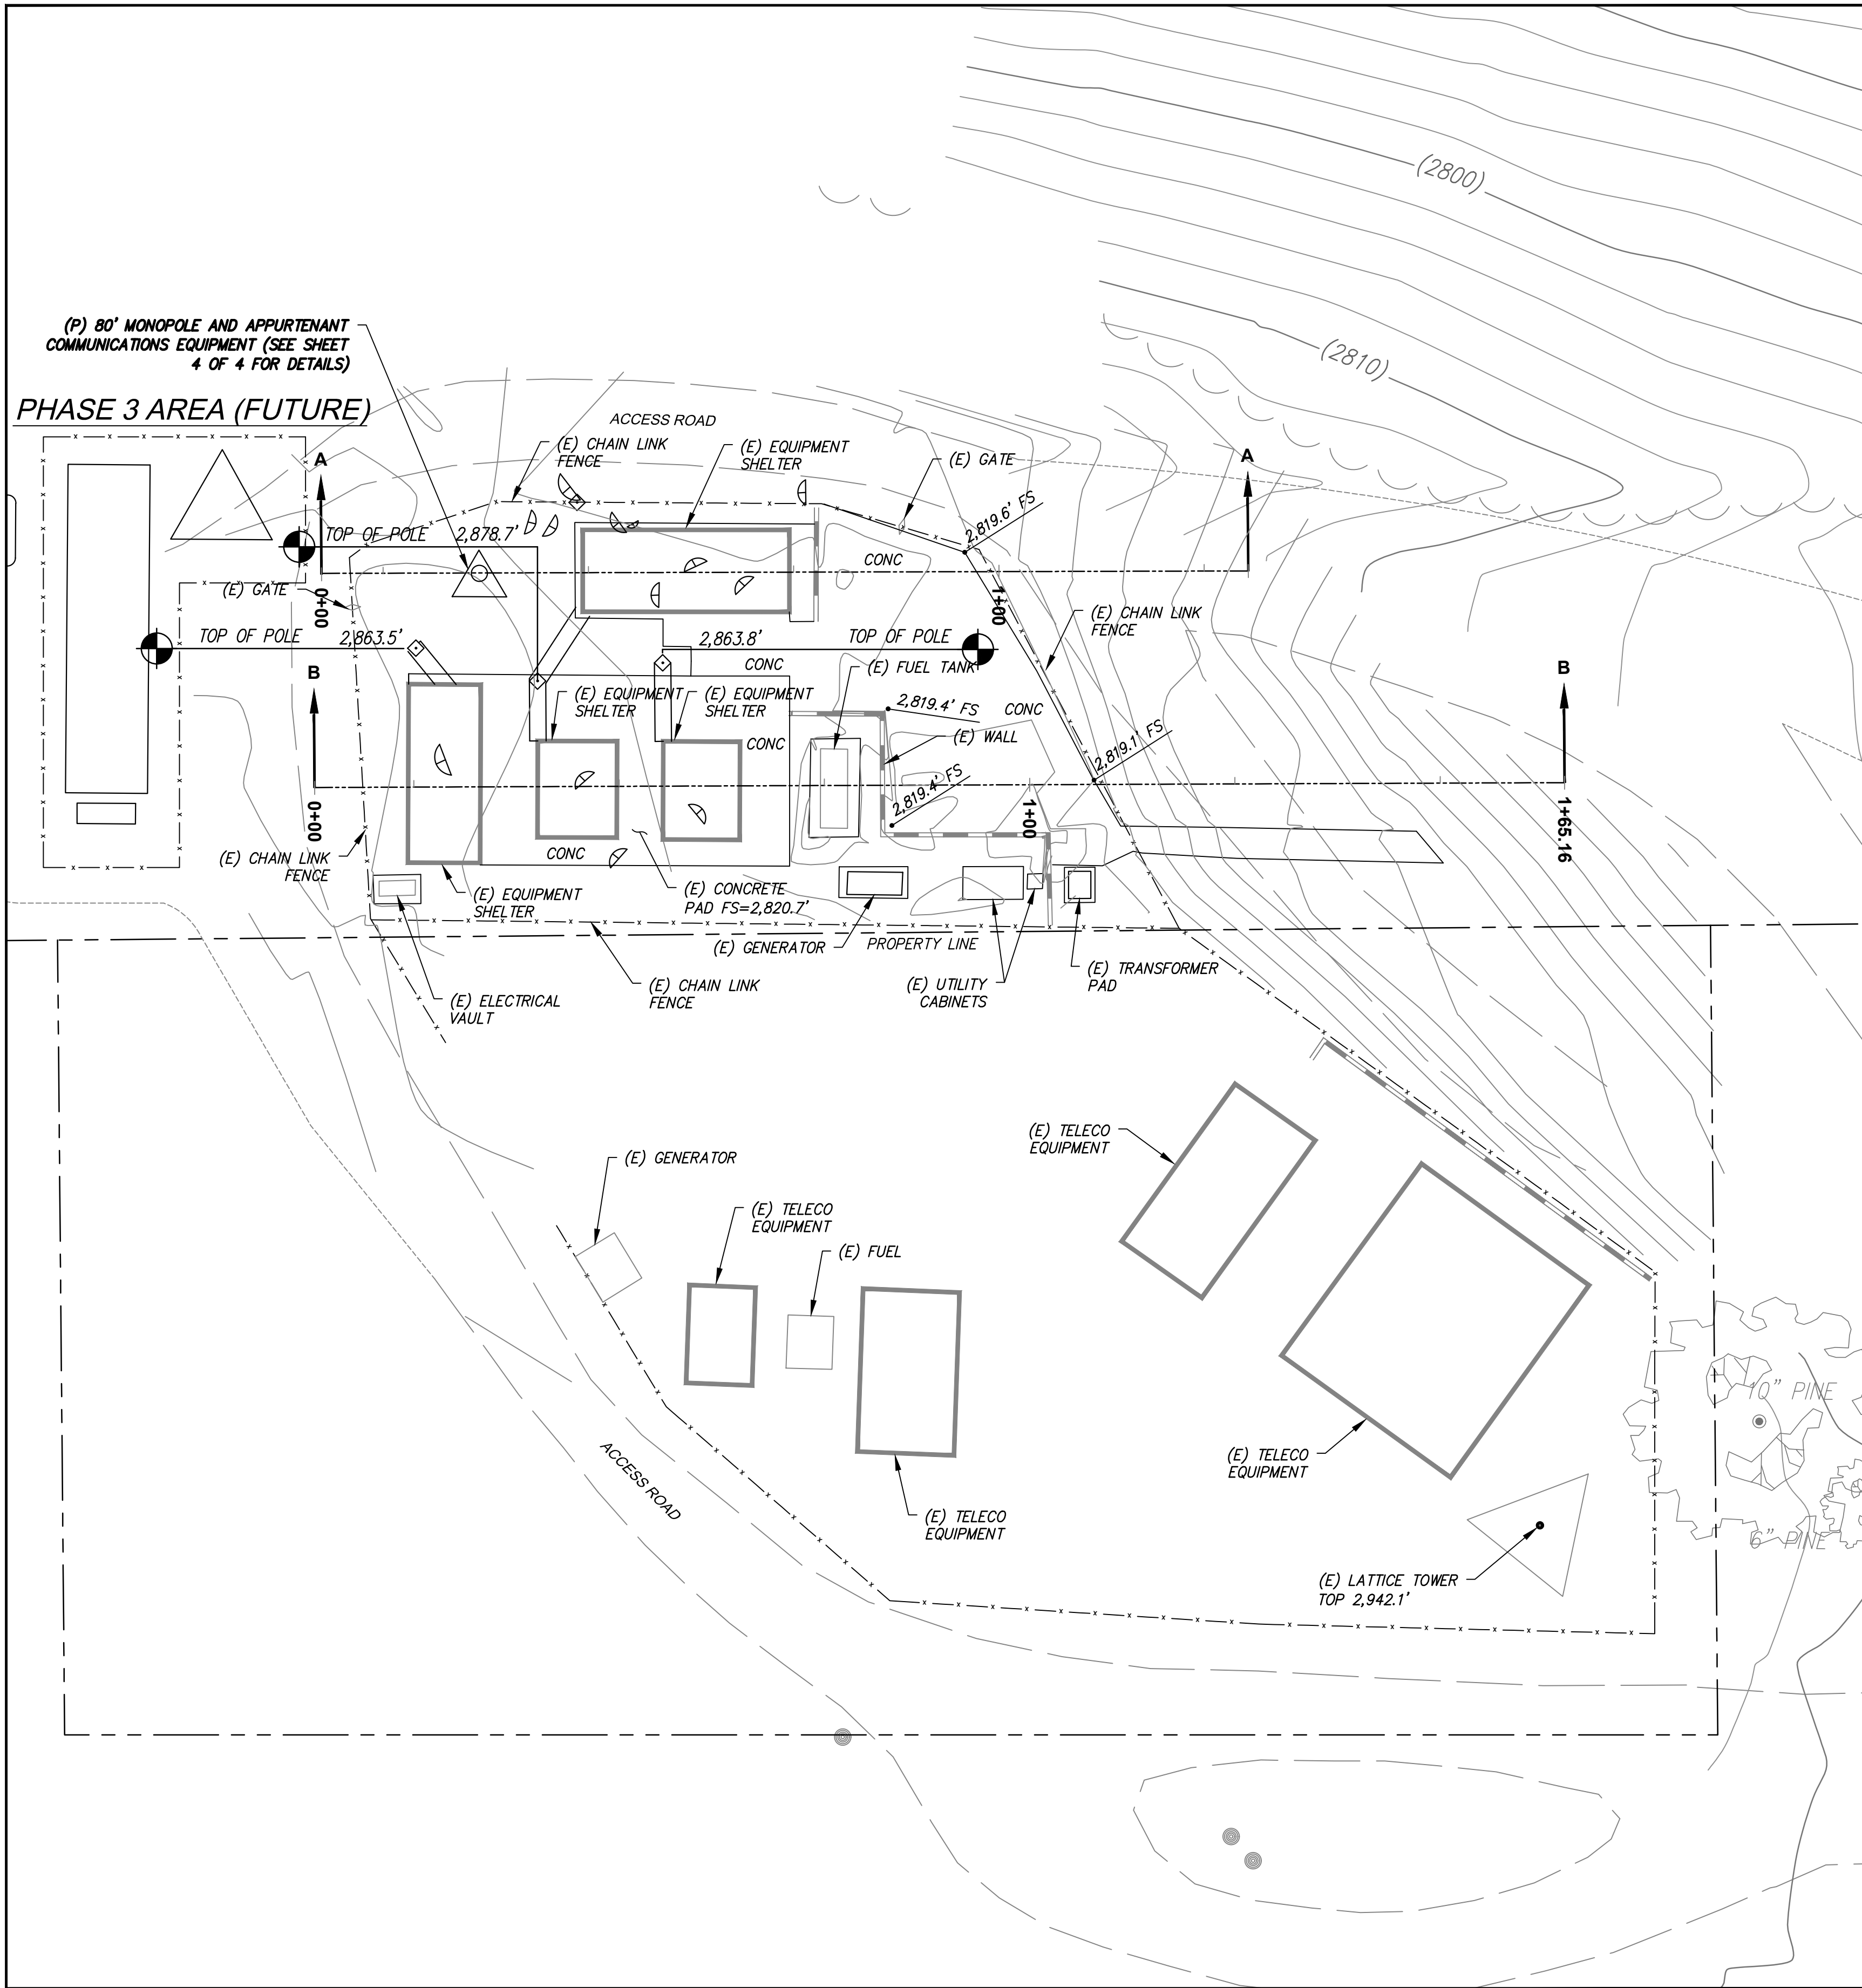 (2800)
(2810)
(P) 80' MONOPOLE AND APPURTENANT
COMMUNICATIONS EQUIPMENT (SEE SHEET
4 OF 4 FOR DETAILS)
PHASE 3 AREA (FUTURE)
ACCESS ROAD
(E) CHAIN LINK
FENCE
(E) EQUIPMENT
SHELTER
(E) GATE
A
A
2,819.6' FS
TOP OF POLE 2,878.7'
CONC
(E) GATE
0+00
1+00
(E) CHAIN LINK
FENCE
TOP OF POLE 2,863.5'
2,863.8' TOP OF POLE
CONC
(E) FUEL TANK
B
B
(E) EQUIPMENT
SHELTER
(E) EQUIPMENT
SHELTER
2,819.4' FS
CONC
CONC
(E) WALL
2,819.1' FS
2,819.4' FS
0+00
1+00
1+65.16
CONC
(E) CHAIN LINK
FENCE
(E) EQUIPMENT
SHELTER
(E) CONCRETE
PAD FS=2,820.7'
(E) GENERATOR
PROPERTY LINE
(E) TRANSFORMER
PAD
(E) UTILITY
CABINETS
(E) CHAIN LINK
FENCE
(E) ELECTRICAL
VAULT
(E) TELECO
EQUIPMENT
(E) GENERATOR
(E) TELECO
EQUIPMENT
(E) FUEL
10" PINE
ACCESS ROAD
(E) TELECO
EQUIPMENT
(E) TELECO
EQUIPMENT
6" PINE
(E) LATTICE TOWER
TOP 2,942.1'